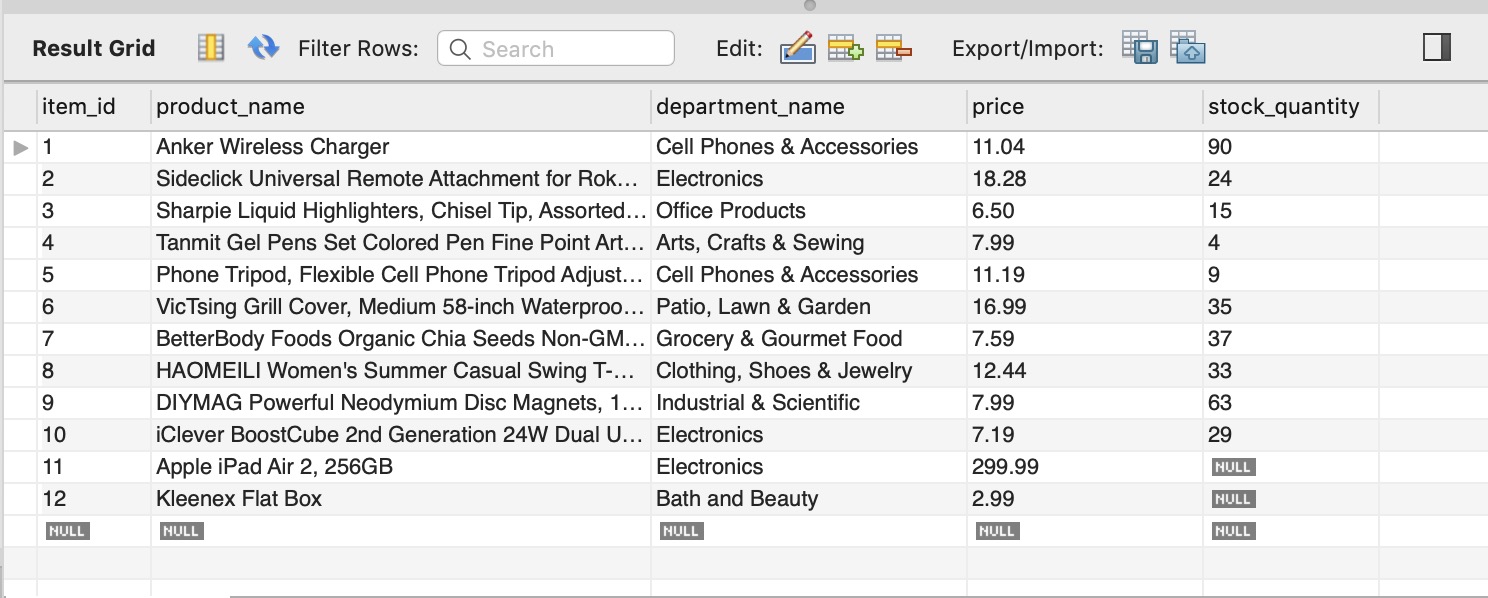 Result Grid Filter Rows: Search Edit: Export/Import:
item_id product_name department_name price stock_quantity
1 Anker Wireless Charger Cell Phones & Accessories 11.04 90
2 Sideclick Universal Remote Attachment for Rok... Electronics 18.28 24
3 Sharpie Liquid Highlighters, Chisel Tip, Assorted... Office Products 6.50 15
4 Tanmit Gel Pens Set Colored Pen Fine Point Art... Arts, Crafts & Sewing 7.99 4
5 Phone Tripod, Flexible Cell Phone Tripod Adjust... Cell Phones & Accessories 11.19 9
6 VicTsing Grill Cover, Medium 58-inch Waterproo... Patio, Lawn & Garden 16.99 35
7 BetterBody Foods Organic Chia Seeds Non-GM... Grocery & Gourmet Food 7.59 37
8 HAOMEILI Women's Summer Casual Swing T-... Clothing, Shoes & Jewelry 12.44 33
9 DIYMAG Powerful Neodymium Disc Magnets, 1... Industrial & Scientific 7.99 63
10 iClever BoostCube 2nd Generation 24W Dual U... Electronics 7.19 29
11 Apple iPad Air 2, 256GB Electronics 299.99 NULL
12 Kleenex Flat Box Bath and Beauty 2.99 NULL
NULL NULL NULL NULL NULL